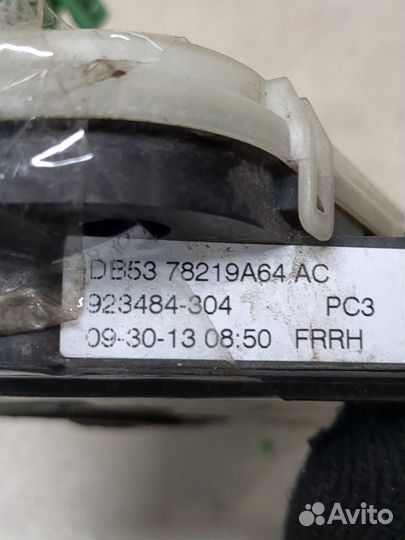 DB53 78219A64 AC
923484-304 PC3
09-30-13 08:50 FRRH
Avito